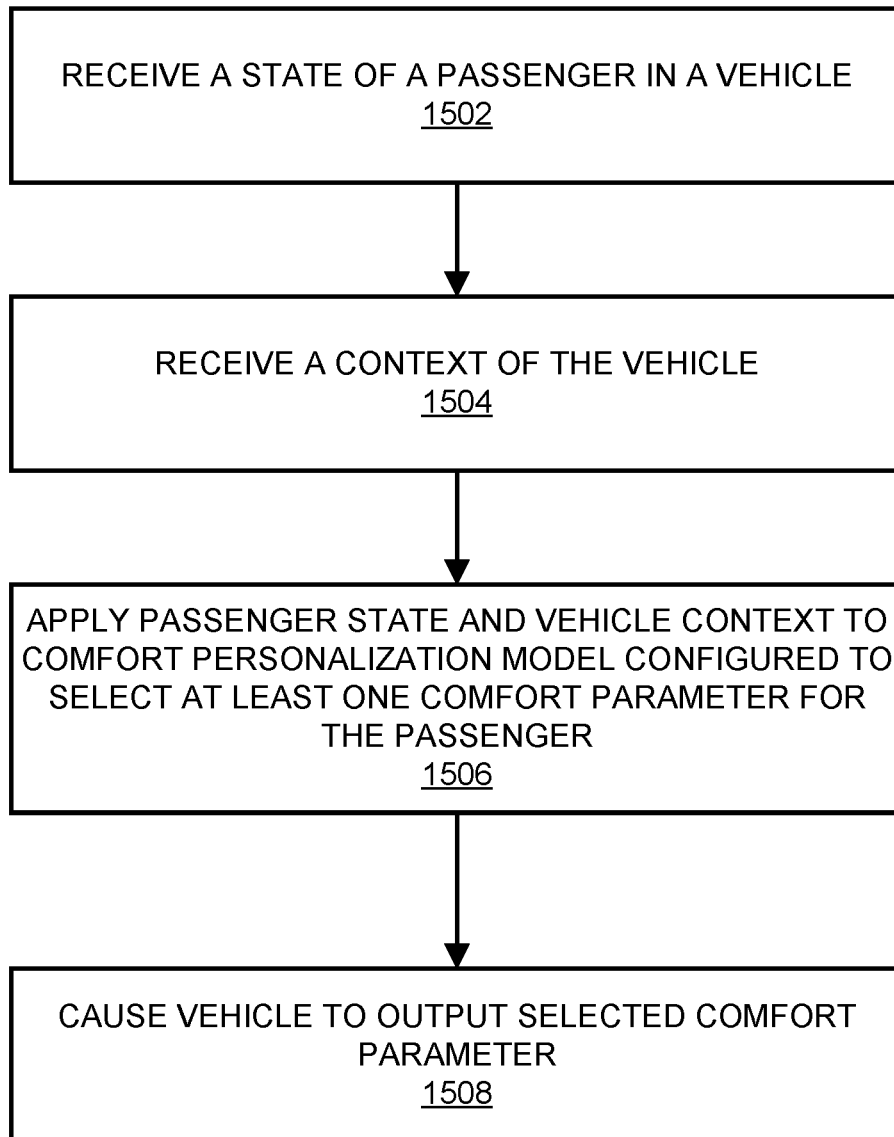 RECEIVE A STATE OF A PASSENGER IN A VEHICLE
1502
RECEIVE A CONTEXT OF THE VEHICLE
1504
APPLY PASSENGER STATE AND VEHICLE CONTEXT TO
COMFORT PERSONALIZATION MODEL CONFIGURED TO
SELECT AT LEAST ONE COMFORT PARAMETER FOR
THE PASSENGER
1506
CAUSE VEHICLE TO OUTPUT SELECTED COMFORT
PARAMETER
1508